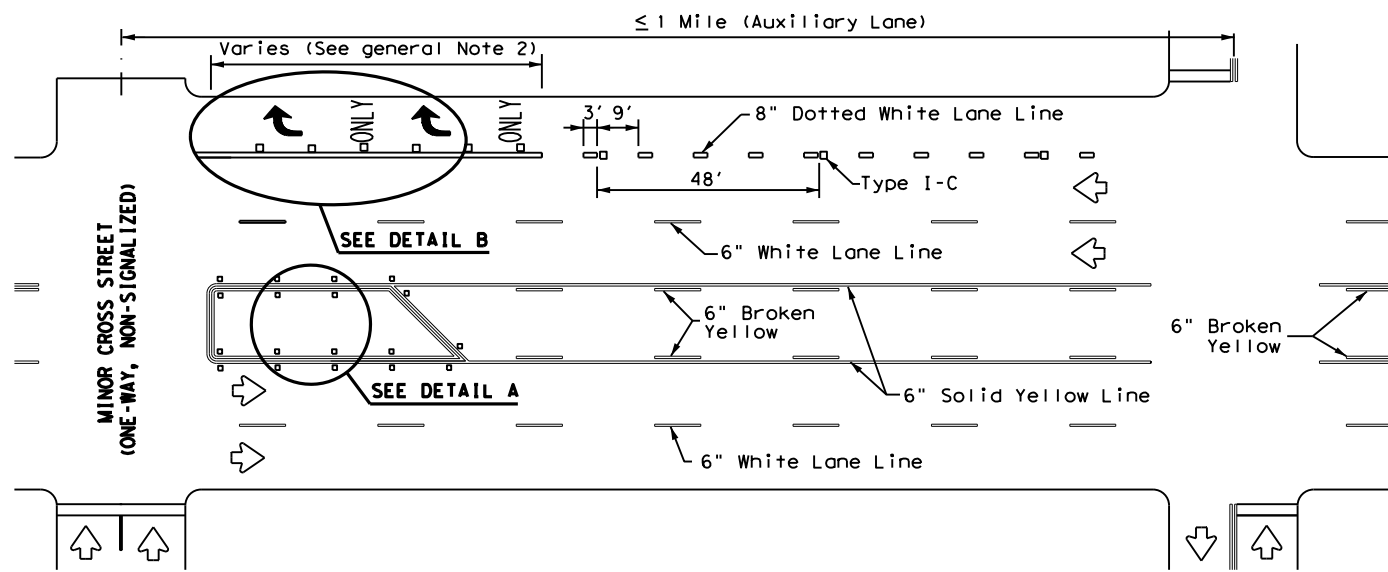 ≤ 1 Mile (Auxiliary Lane)
Varies (See general Note 2)
ONLY
ONLY
3' 9'
8" Dotted White Lane Line
48'
Type I-C
SEE DETAIL B
6" White Lane Line
MINOR CROSS STREET
(ONE-WAY, NON-SIGNALIZED)
6" Broken
Yellow
6" Broken
Yellow
SEE DETAIL A
6" Solid Yellow Line
6" White Lane Line